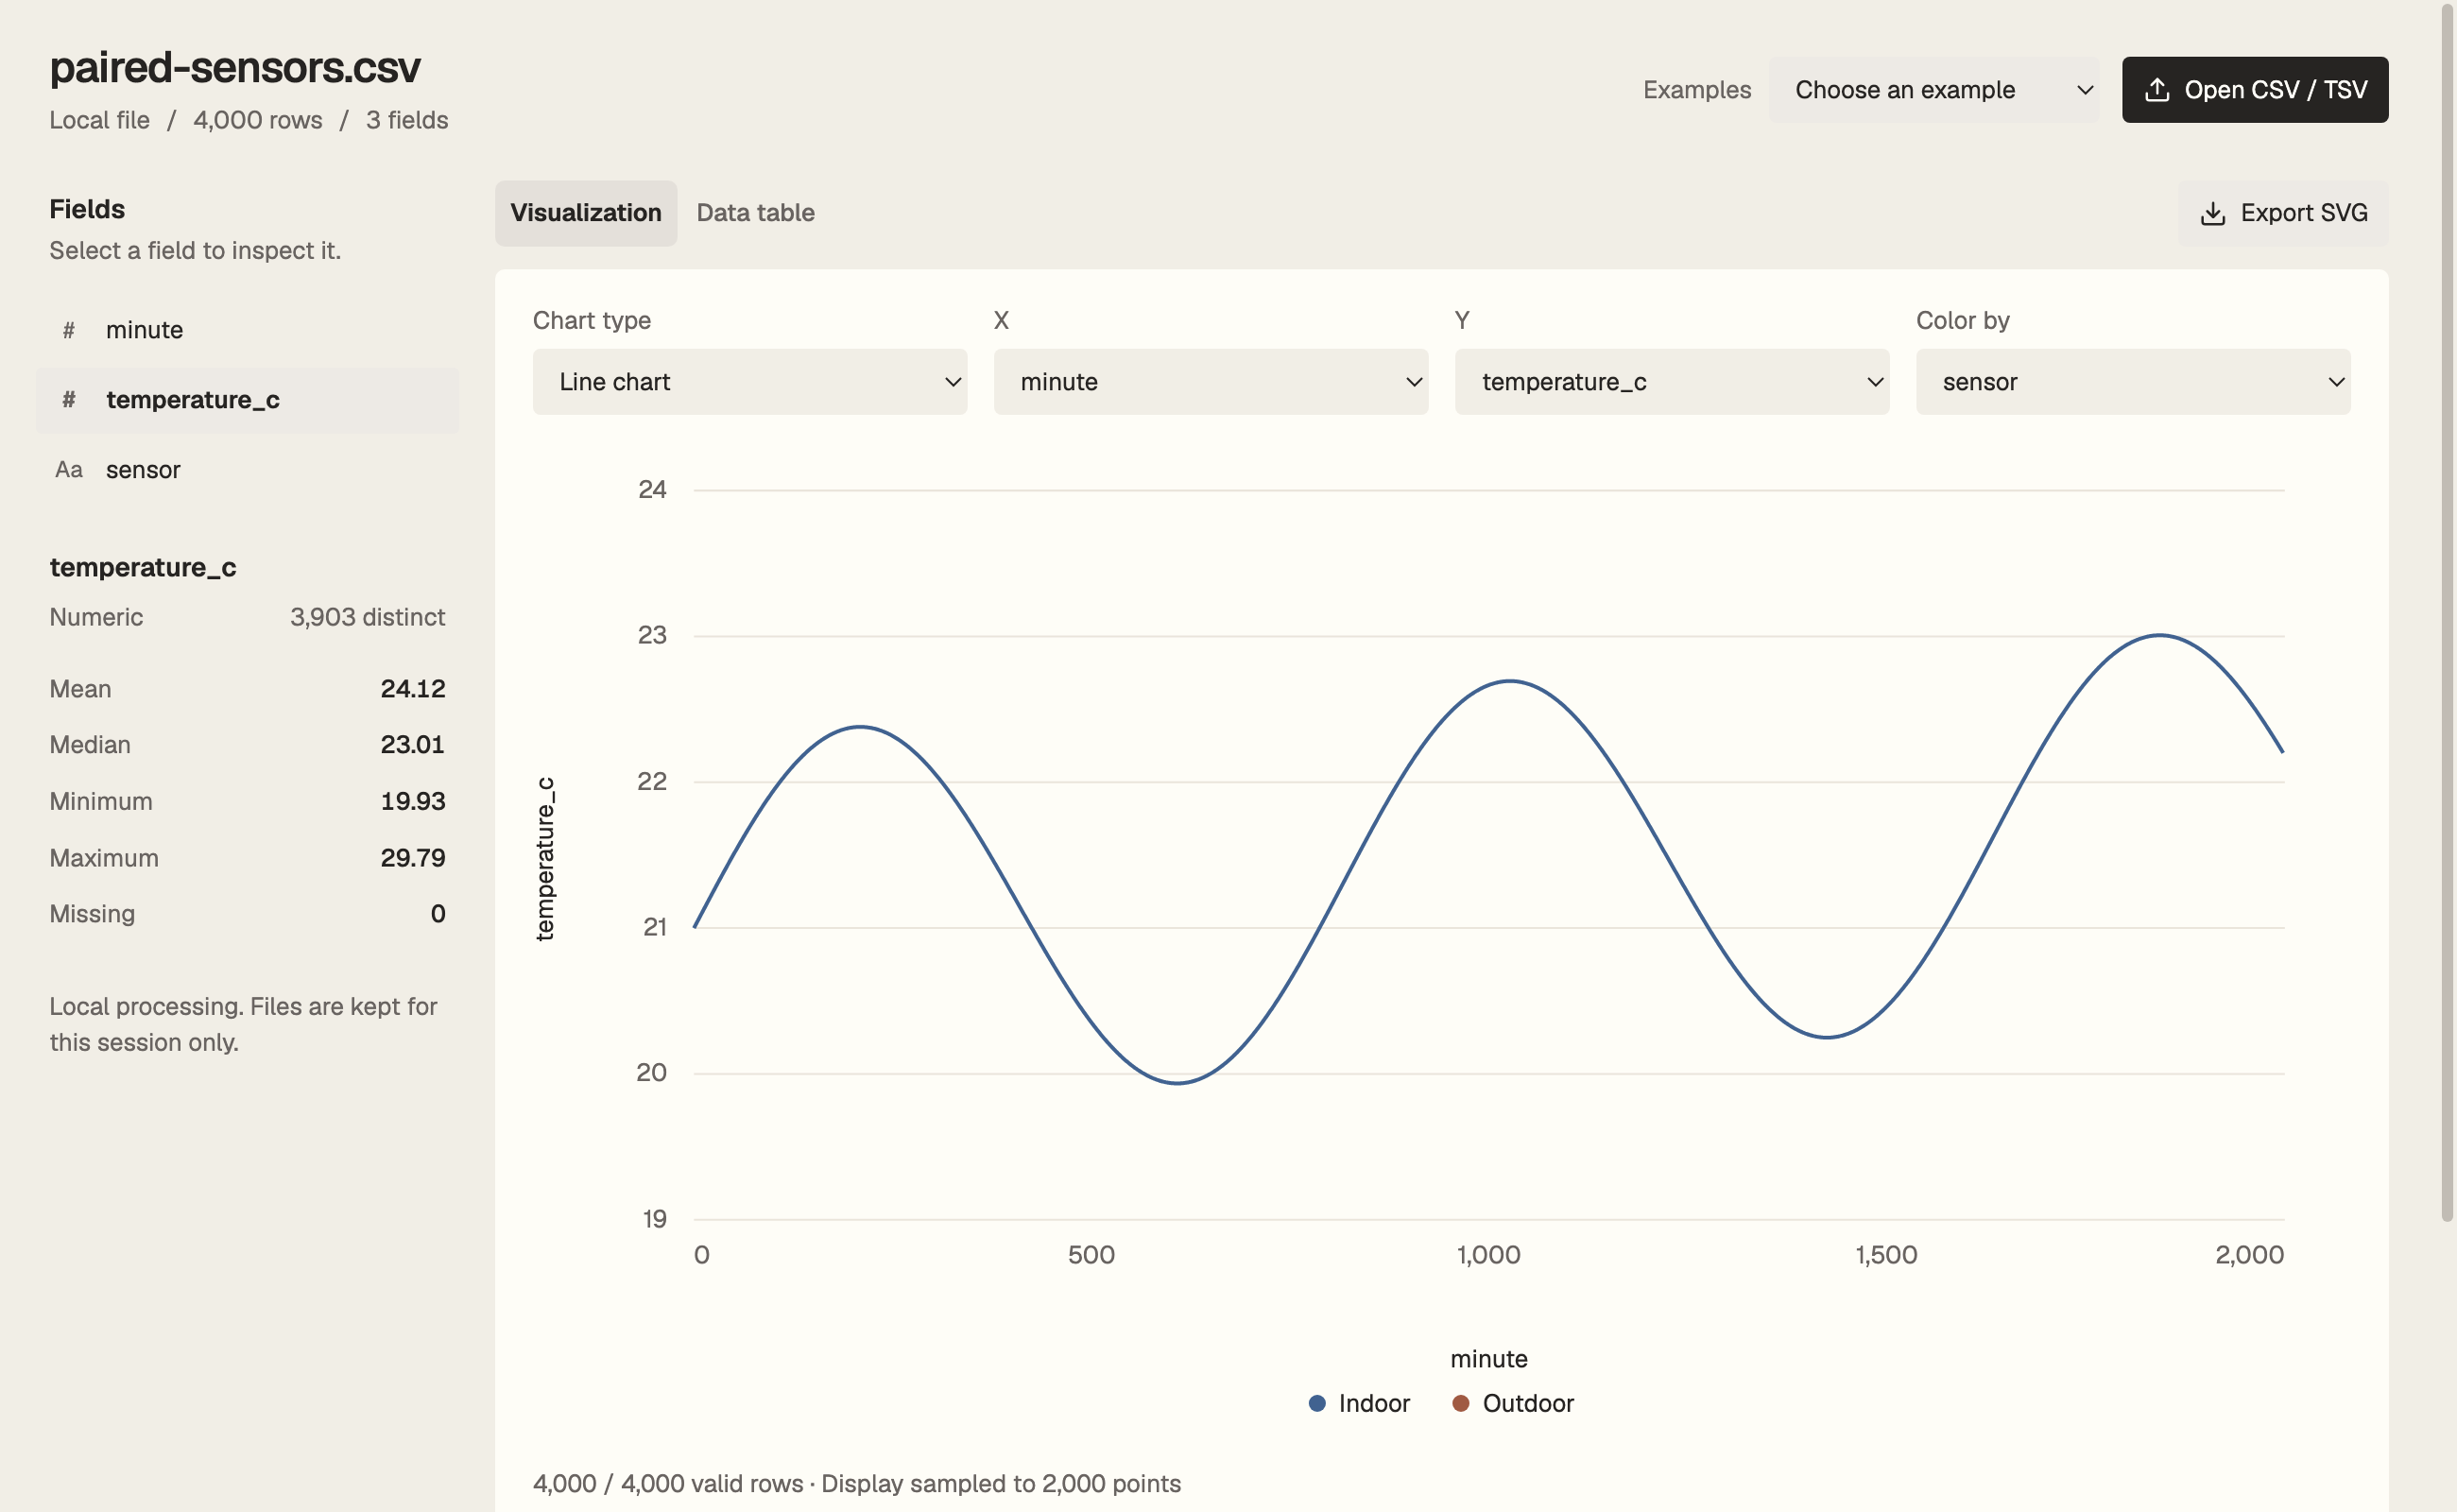 paired-sensors.csv
Local file / 4,000 rows / 3 fields
Examples
Choose an example
Open CSV / TSV
Fields
Select a field to inspect it.
# minute
# temperature_c
Aa sensor
temperature_c
Numeric 3,903 distinct
Mean 24.12
Median 23.01
Minimum 19.93
Maximum 29.79
Missing 0
Local processing. Files are kept for
this session only.
Visualization
Data table
Export SVG
Chart type
Line chart
X
minute
Y
temperature_c
Color by
sensor
temperature_c
24
23
22
21
20
19
0 500 1,000 1,500 2,000
minute
Indoor Outdoor
4,000 / 4,000 valid rows · Display sampled to 2,000 points